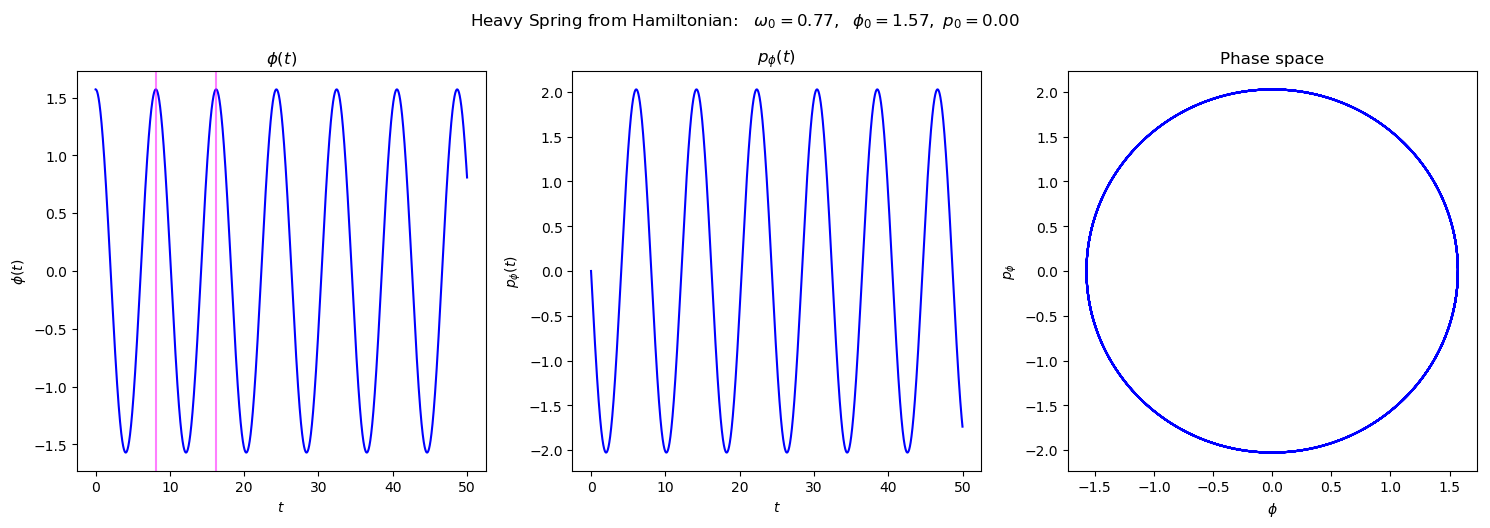 Heavy Spring from Hamiltonian: ω₀ = 0.77, ϕ₀ = 1.57, p₀ = 0.00
ϕ(t)
ϕ(t)
1.5
1.0
0.5
0.0
−0.5
−1.0
−1.5
0 10 20 30 40 50
t
p_ϕ(t)
p_ϕ(t)
2.0
1.5
1.0
0.5
0.0
−0.5
−1.0
−1.5
−2.0
0 10 20 30 40 50
t
Phase space
p_ϕ
2.0
1.5
1.0
0.5
0.0
−0.5
−1.0
−1.5
−2.0
−1.5 −1.0 −0.5 0.0 0.5 1.0 1.5
ϕ